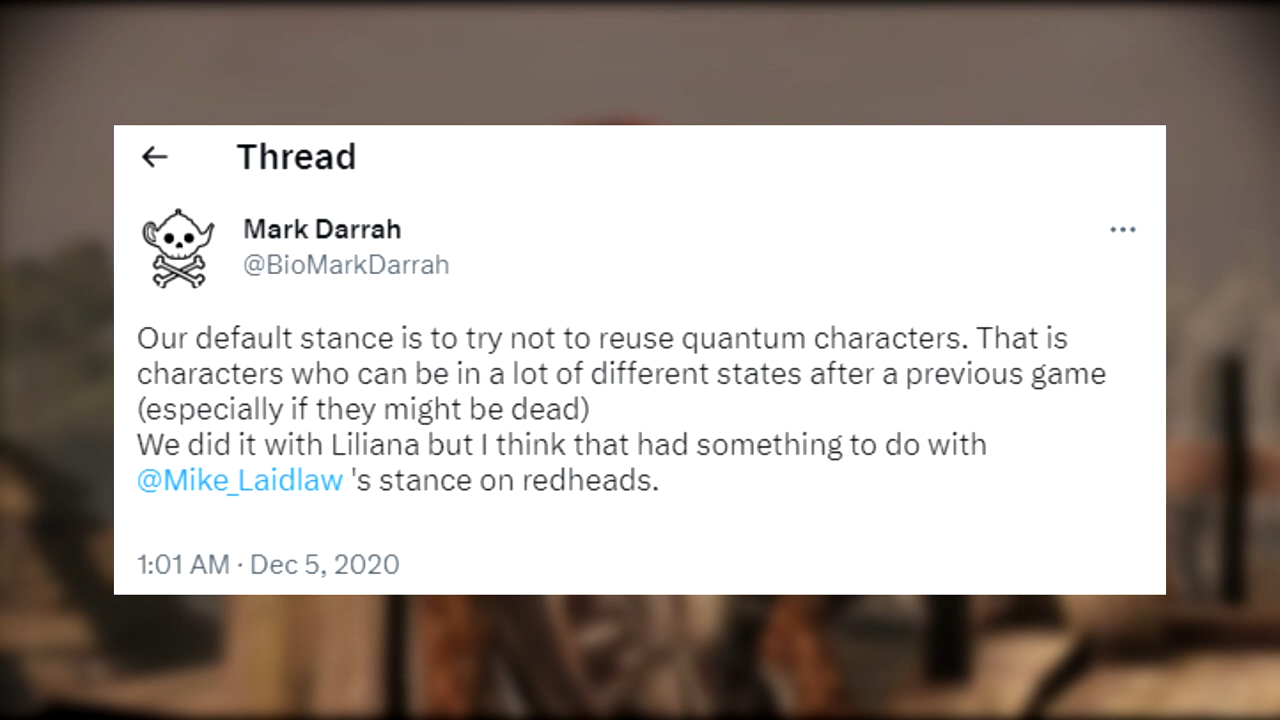 Thread
Mark Darrah
@BioMarkDarrah
Our default stance is to try not to reuse quantum characters. That is
characters who can be in a lot of different states after a previous game
(especially if they might be dead)
We did it with Liliana but I think that had something to do with
@Mike_Laidlaw 's stance on redheads.
1:01 AM · Dec 5, 2020